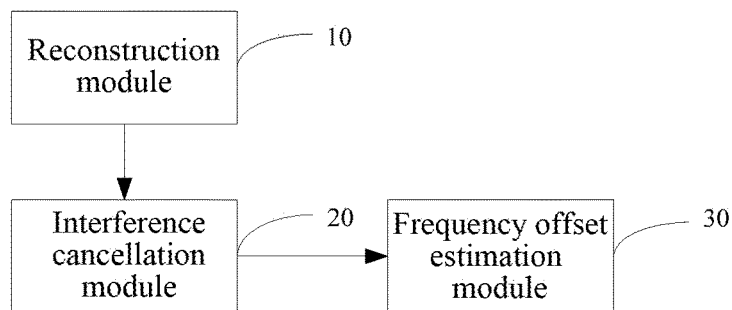 Reconstruction
module
10
Interference
cancellation
module
20
Frequency offset
estimation
module
30